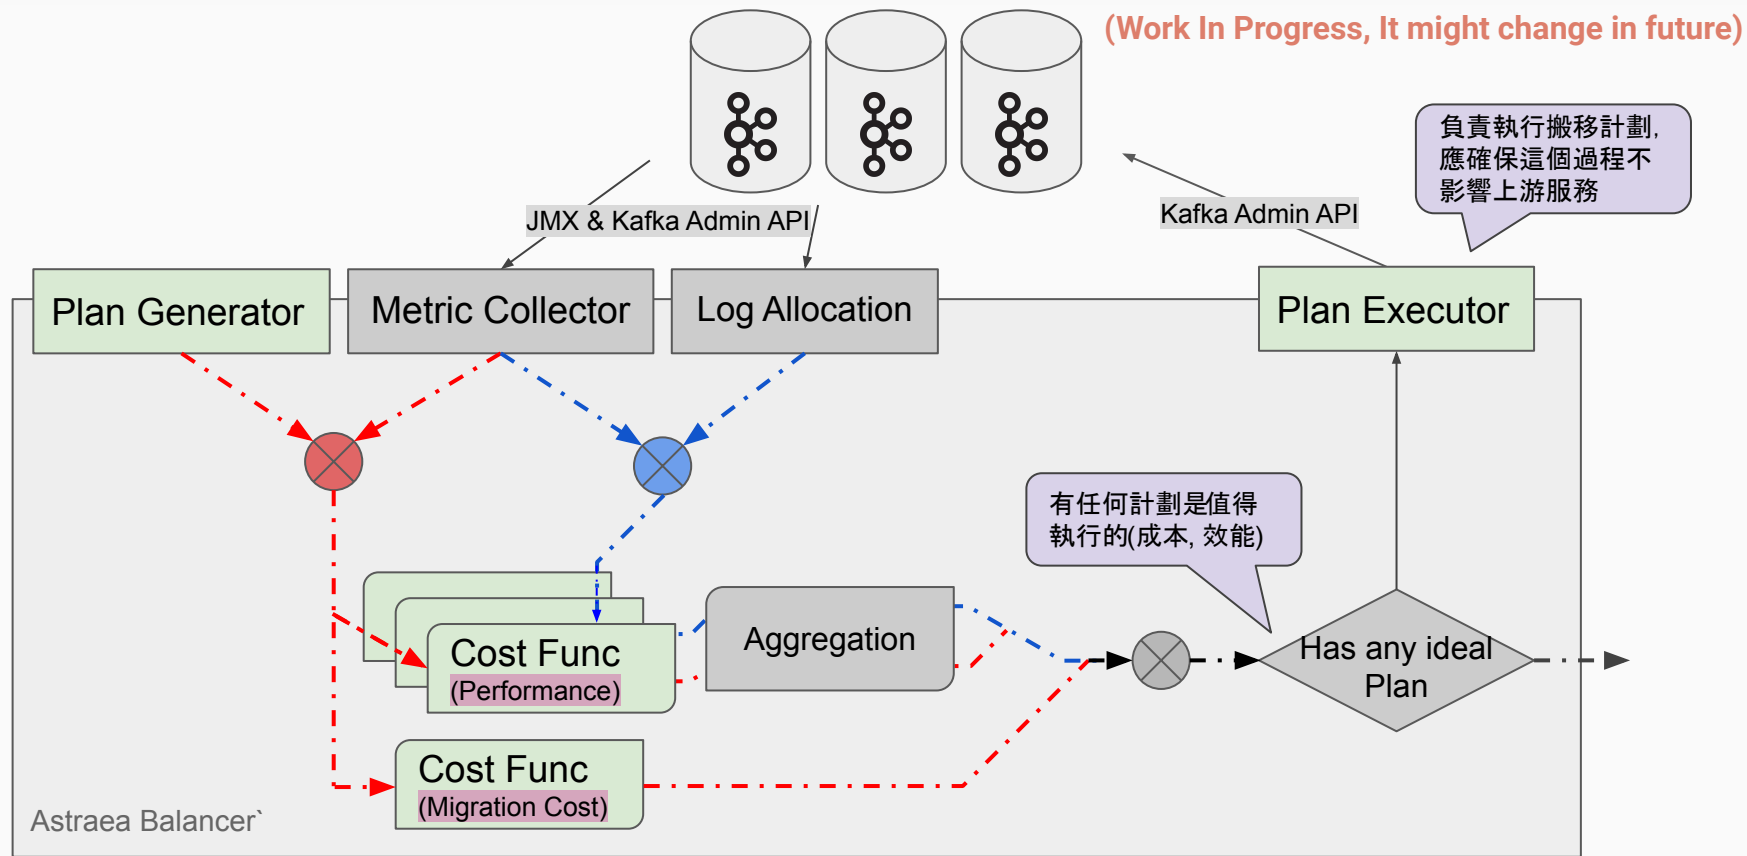 (Work In Progress, It might change in future)
負責執行搬移計劃,
應確保這個過程不
影響上游服務
JMX & Kafka Admin API
Kafka Admin API
Plan Generator
Metric Collector
Log Allocation
Plan Executor
有任何計劃是值得
執行的(成本, 效能)
Cost Func
(Performance)
Aggregation
Has any ideal
Plan
Cost Func
(Migration Cost)
Astraea Balancer`